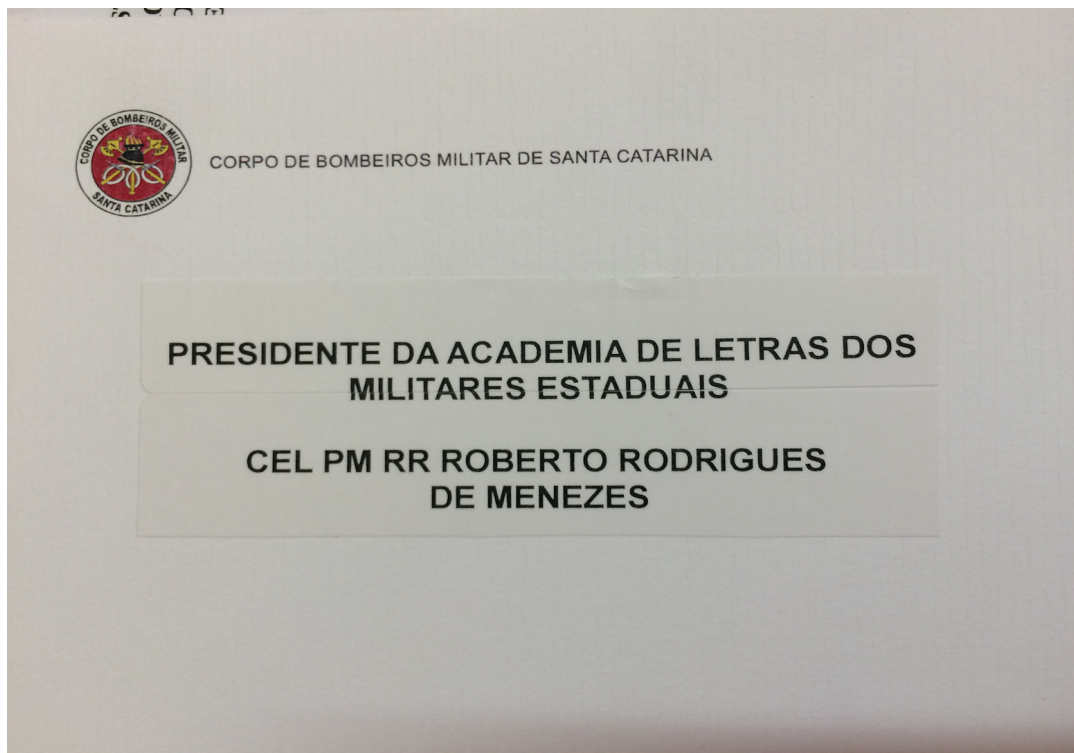 CORPO DE BOMBEIROS MILITAR
SANTA CATARINA
CORPO DE BOMBEIROS MILITAR DE SANTA CATARINA
PRESIDENTE DA ACADEMIA DE LETRAS DOS
MILITARES ESTADUAIS
CEL PM RR ROBERTO RODRIGUES
DE MENEZES